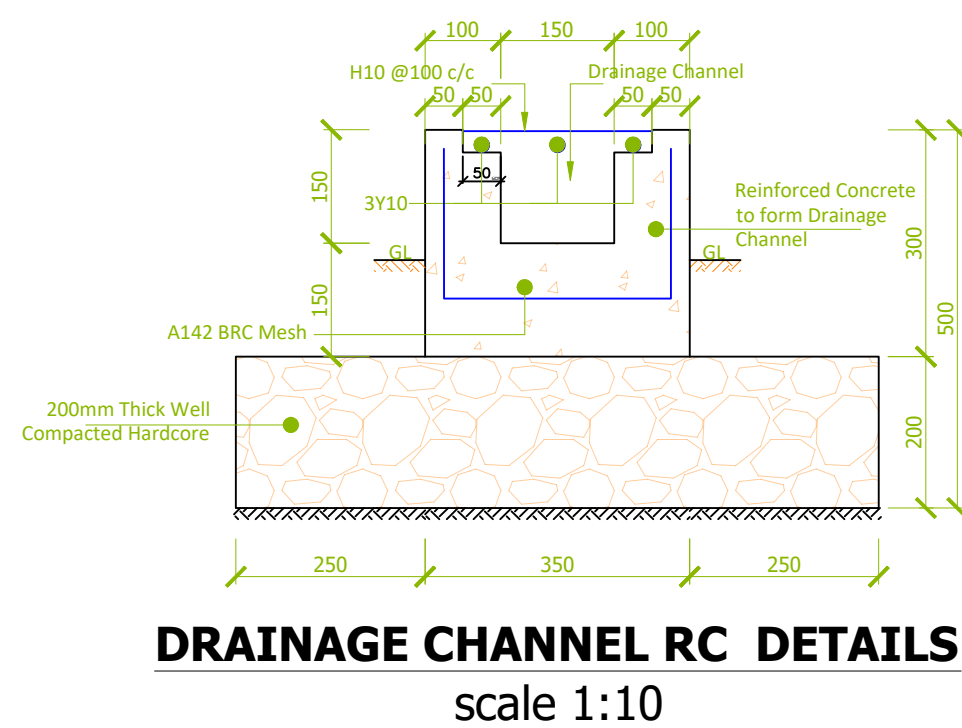 100 150 100
H10 @100 c/c
Drainage Channel
50 50 50 50
50
150
3Y10
Reinforced Concrete
to form Drainage
Channel
GL GL
300
150
500
A142 BRC Mesh
200mm Thick Well
Compacted Hardcore
200
250 350 250
DRAINAGE CHANNEL RC DETAILS
scale 1:10